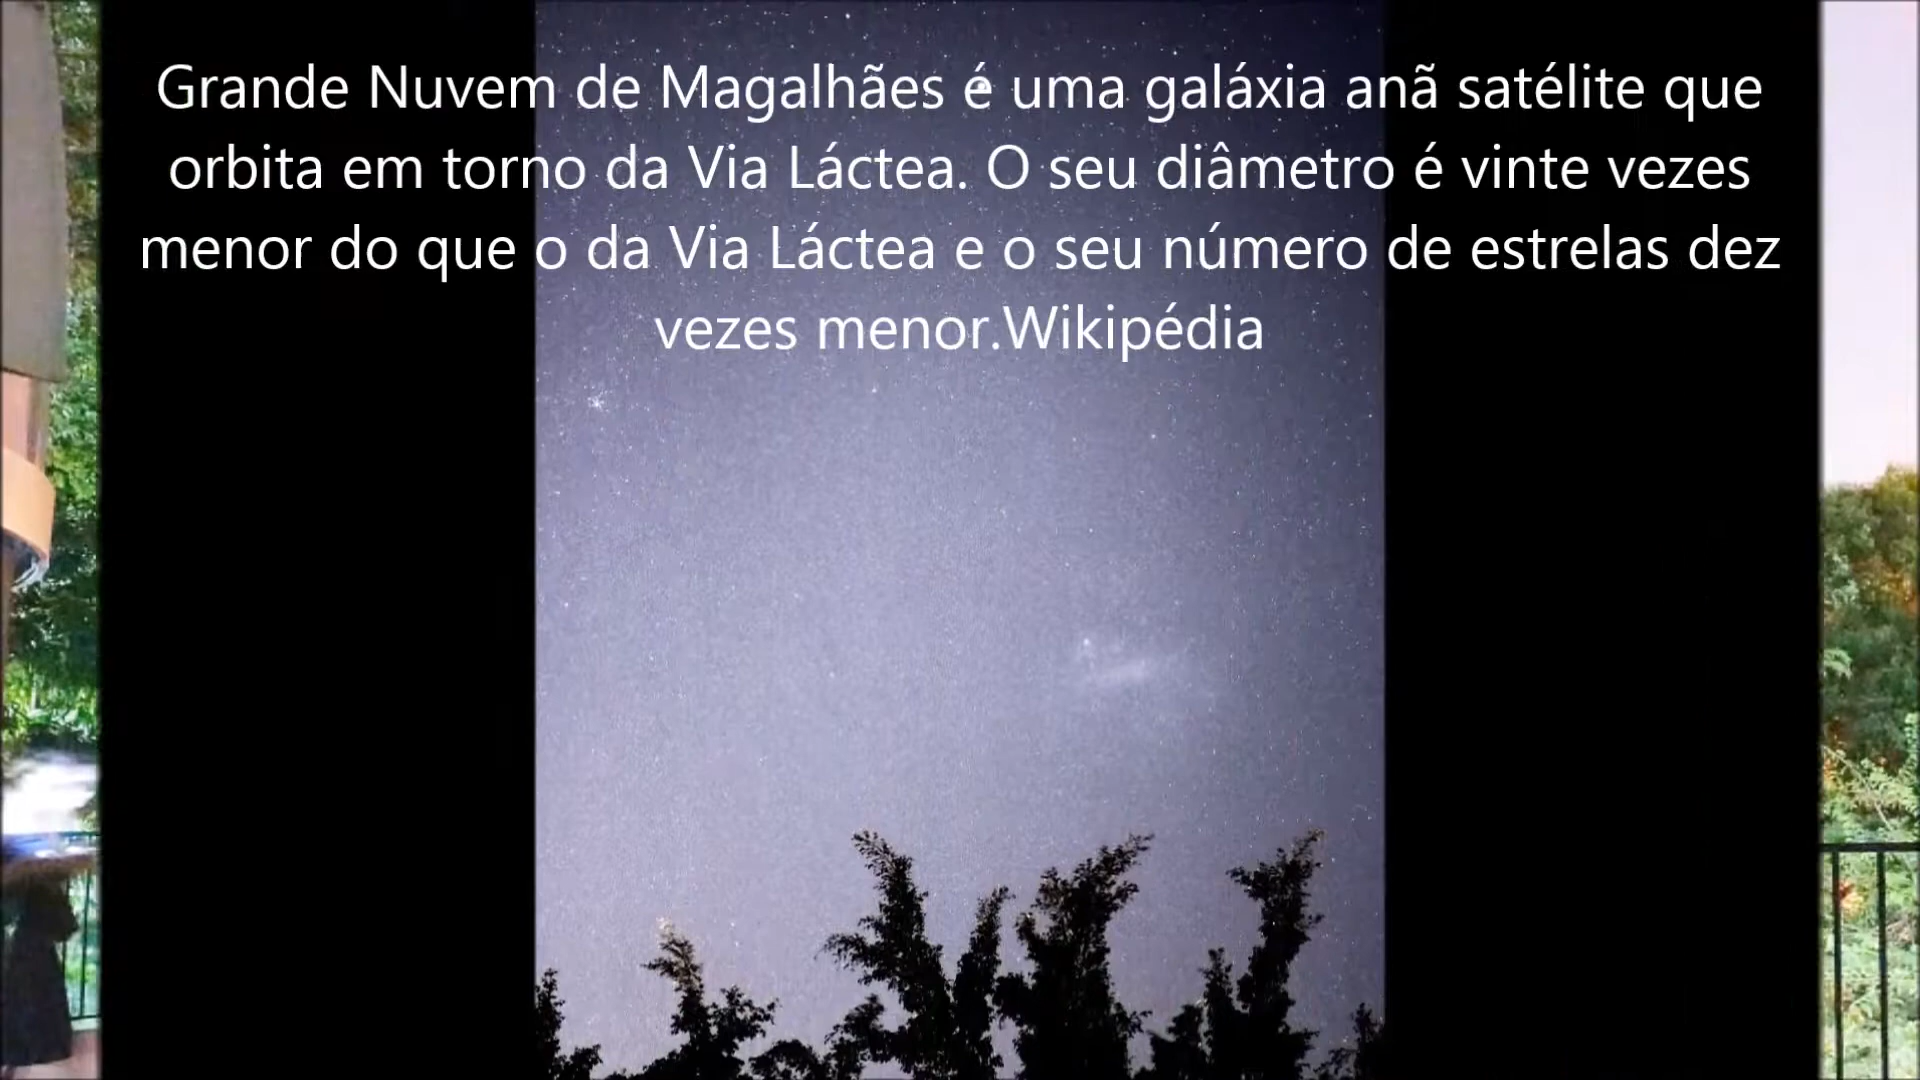 Grande Nuvem de Magalhães é uma galáxia anã satélite que
orbita em torno da Via Láctea. O seu diâmetro é vinte vezes
menor do que o da Via Láctea e o seu número de estrelas dez
vezes menor.Wikipédia